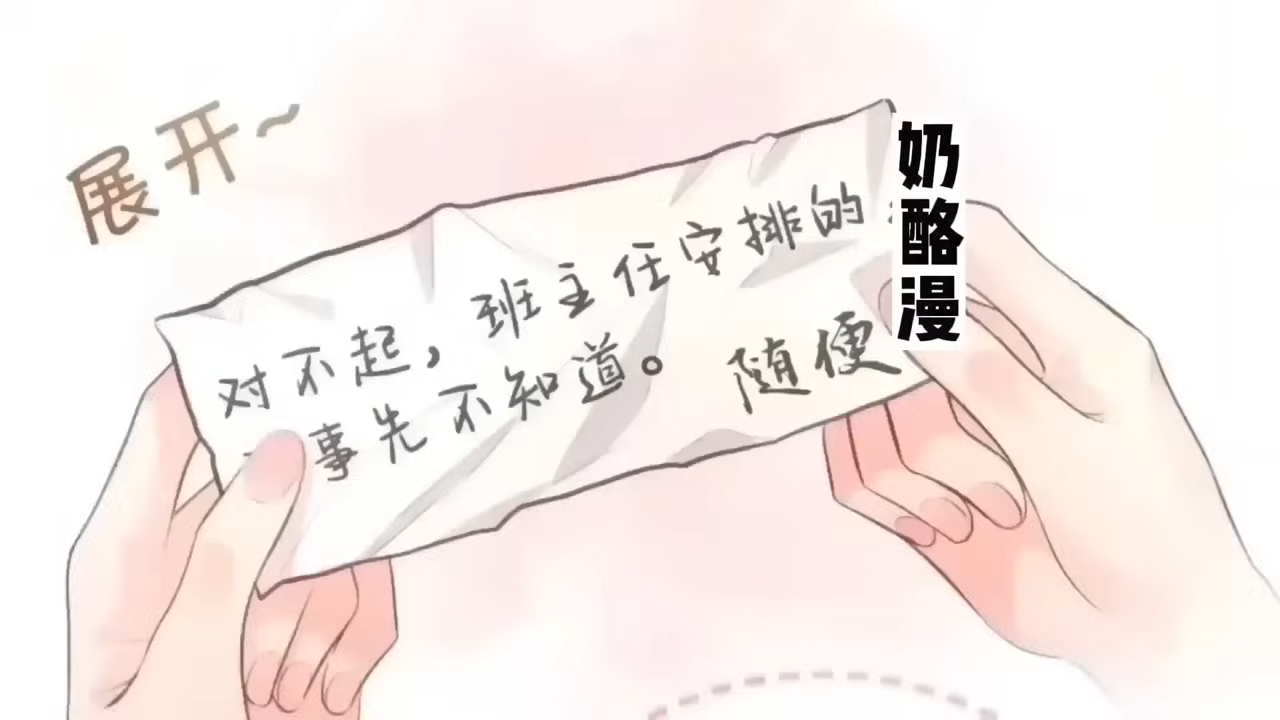 展开~
对不起，班主任安排的
事先不知道。随便
奶酪漫